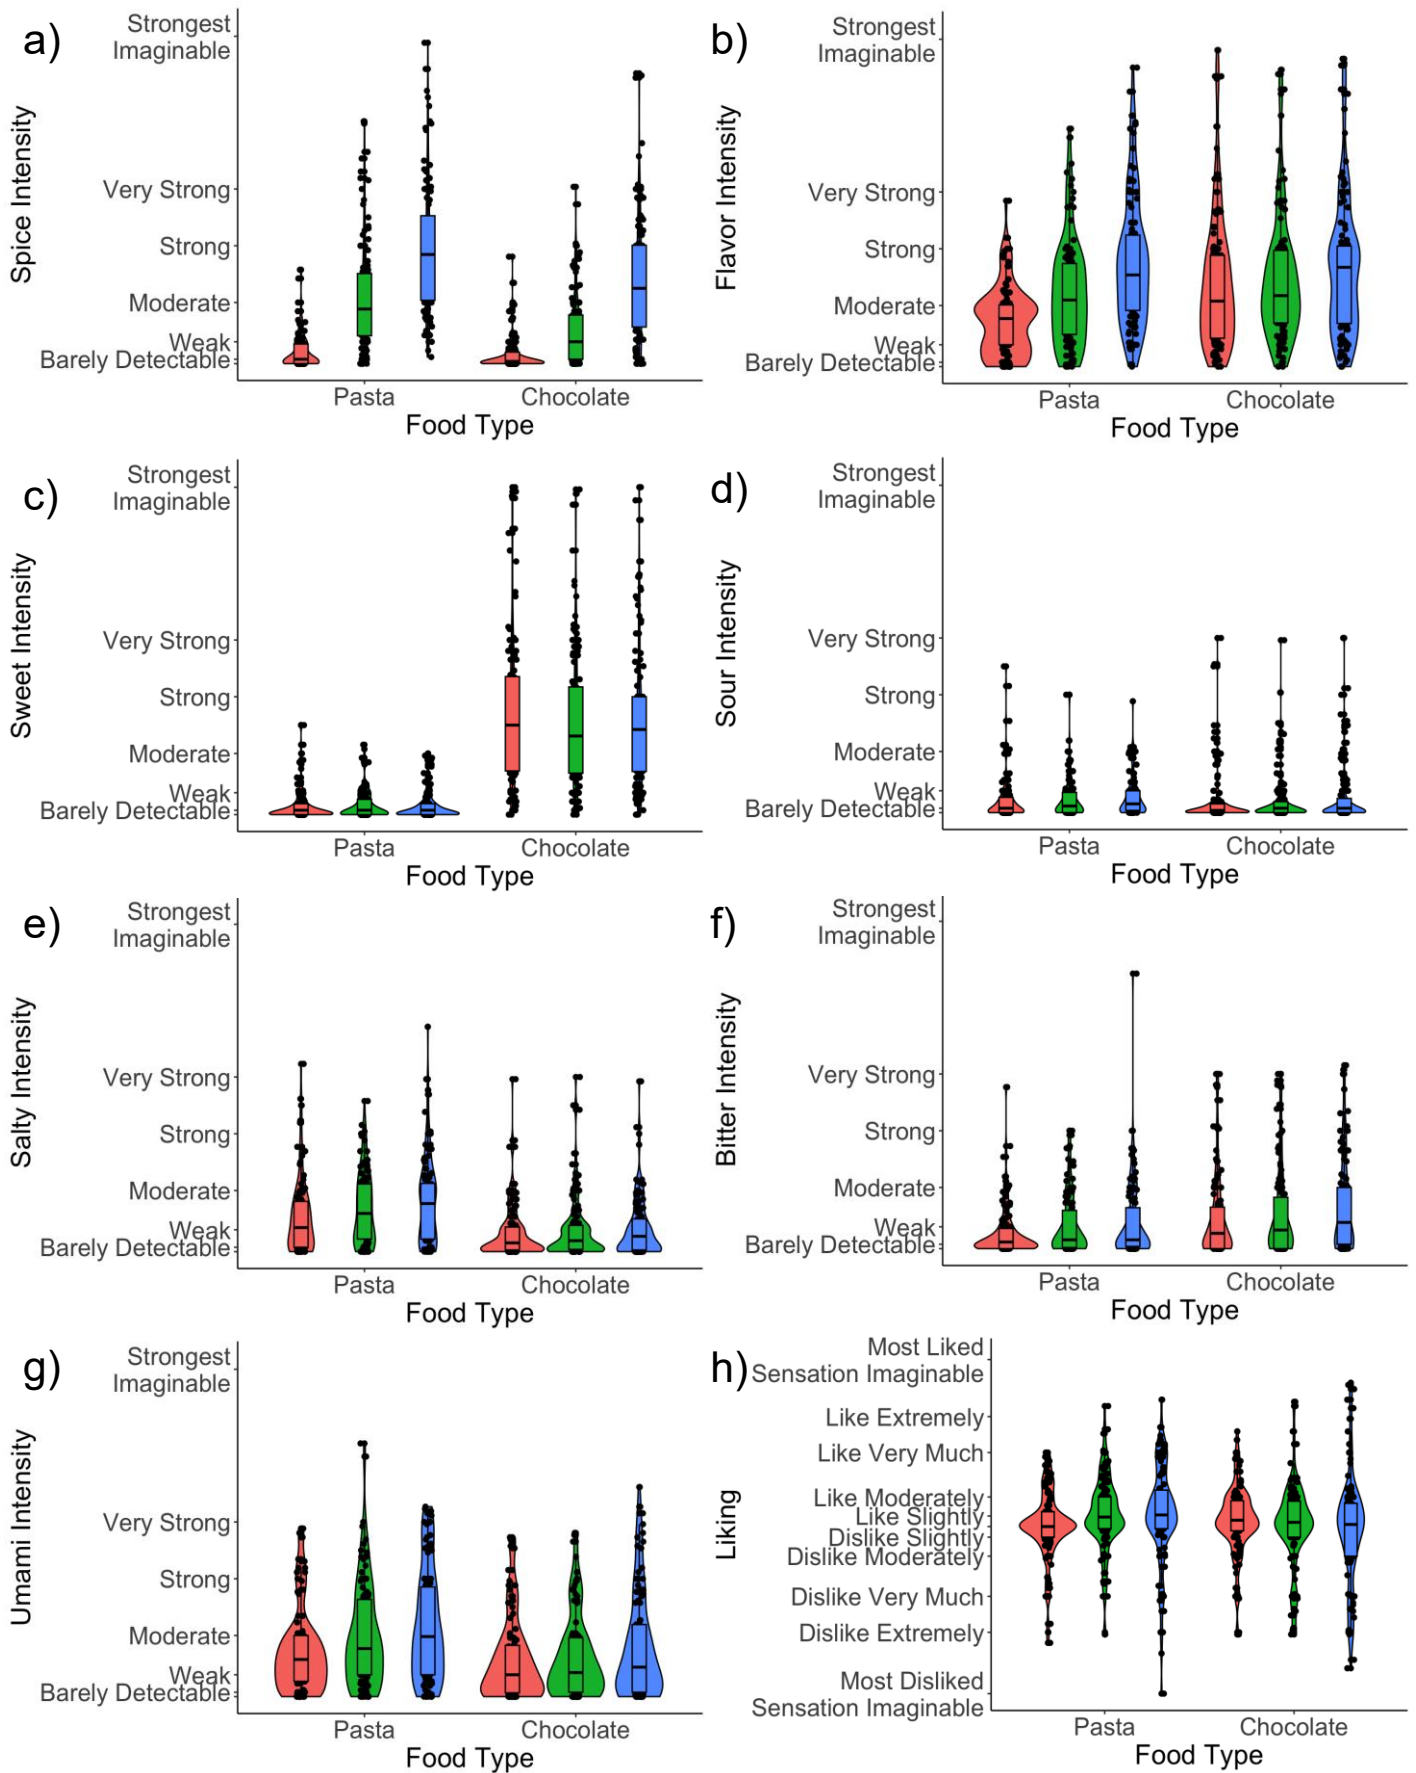 a)
Strongest
Imaginable
Very Strong
Strong
Moderate
Weak
Barely Detectable
Spice Intensity
Pasta
Chocolate
Food Type
b)
Strongest
Imaginable
Very Strong
Strong
Moderate
Weak
Barely Detectable
Flavor Intensity
Pasta
Chocolate
Food Type
c)
Strongest
Imaginable
Very Strong
Strong
Moderate
Weak
Barely Detectable
Sweet Intensity
Pasta
Chocolate
Food Type
d)
Strongest
Imaginable
Very Strong
Strong
Moderate
Weak
Barely Detectable
Sour Intensity
Pasta
Chocolate
Food Type
e)
Strongest
Imaginable
Very Strong
Strong
Moderate
Weak
Barely Detectable
Salty Intensity
Pasta
Chocolate
Food Type
f)
Strongest
Imaginable
Very Strong
Strong
Moderate
Weak
Barely Detectable
Bitter Intensity
Pasta
Chocolate
Food Type
g)
Strongest
Imaginable
Very Strong
Strong
Moderate
Weak
Barely Detectable
Umami Intensity
Pasta
Chocolate
Food Type
h)
Most Liked
Sensation Imaginable
Like Extremely
Like Very Much
Like Moderately
Like Slightly
Dislike Slightly
Dislike Moderately
Dislike Very Much
Dislike Extremely
Most Disliked
Sensation Imaginable
Liking
Pasta
Chocolate
Food Type